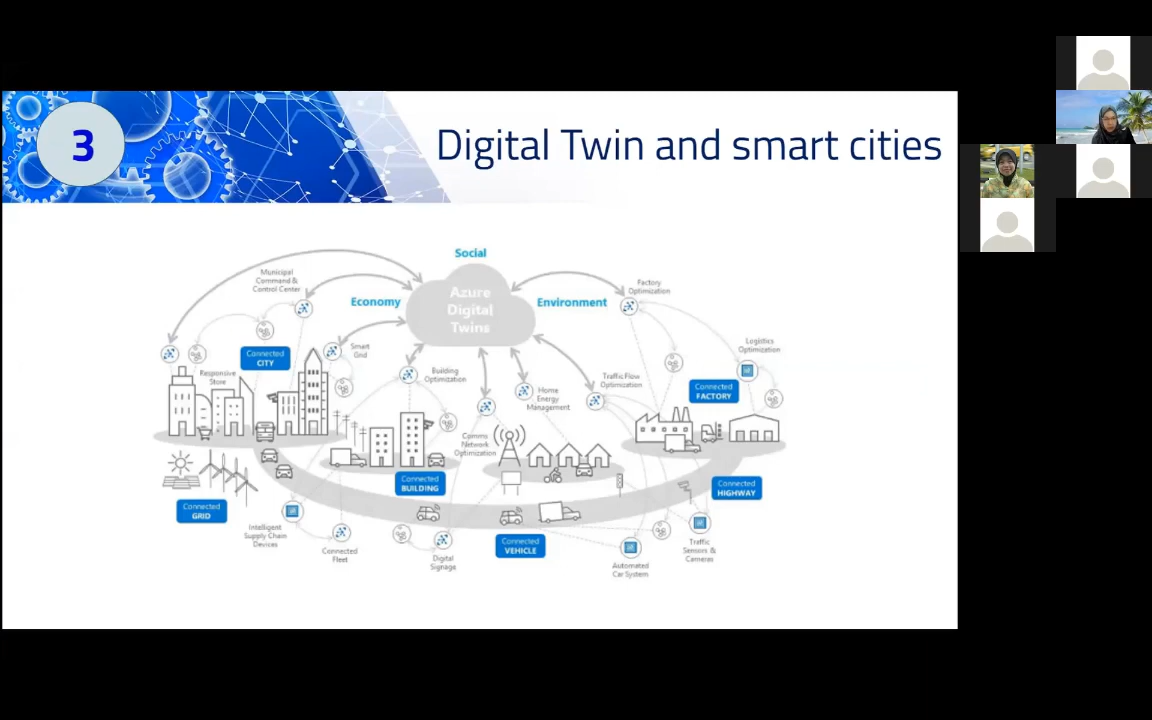 3
Digital Twin and smart cities
Social
Economy
Environment
Azure
Digital
Twins
Municipal
Command &
Control Center
Factory
Optimization
Connected
CITY
Smart
Grid
Responsive
Store
Building
Optimization
Home
Energy
Management
Traffic Flow
Optimization
Logistics
Optimization
Connected
FACTORY
Comms
Network
Optimization
Connected
BUILDING
Connected
HIGHWAY
Connected
GRID
Intelligent
Supply Chain
Devices
Connected
Fleet
Digital
Signage
Connected
VEHICLE
Automated
Car System
Traffic
Sensors &
Cameras